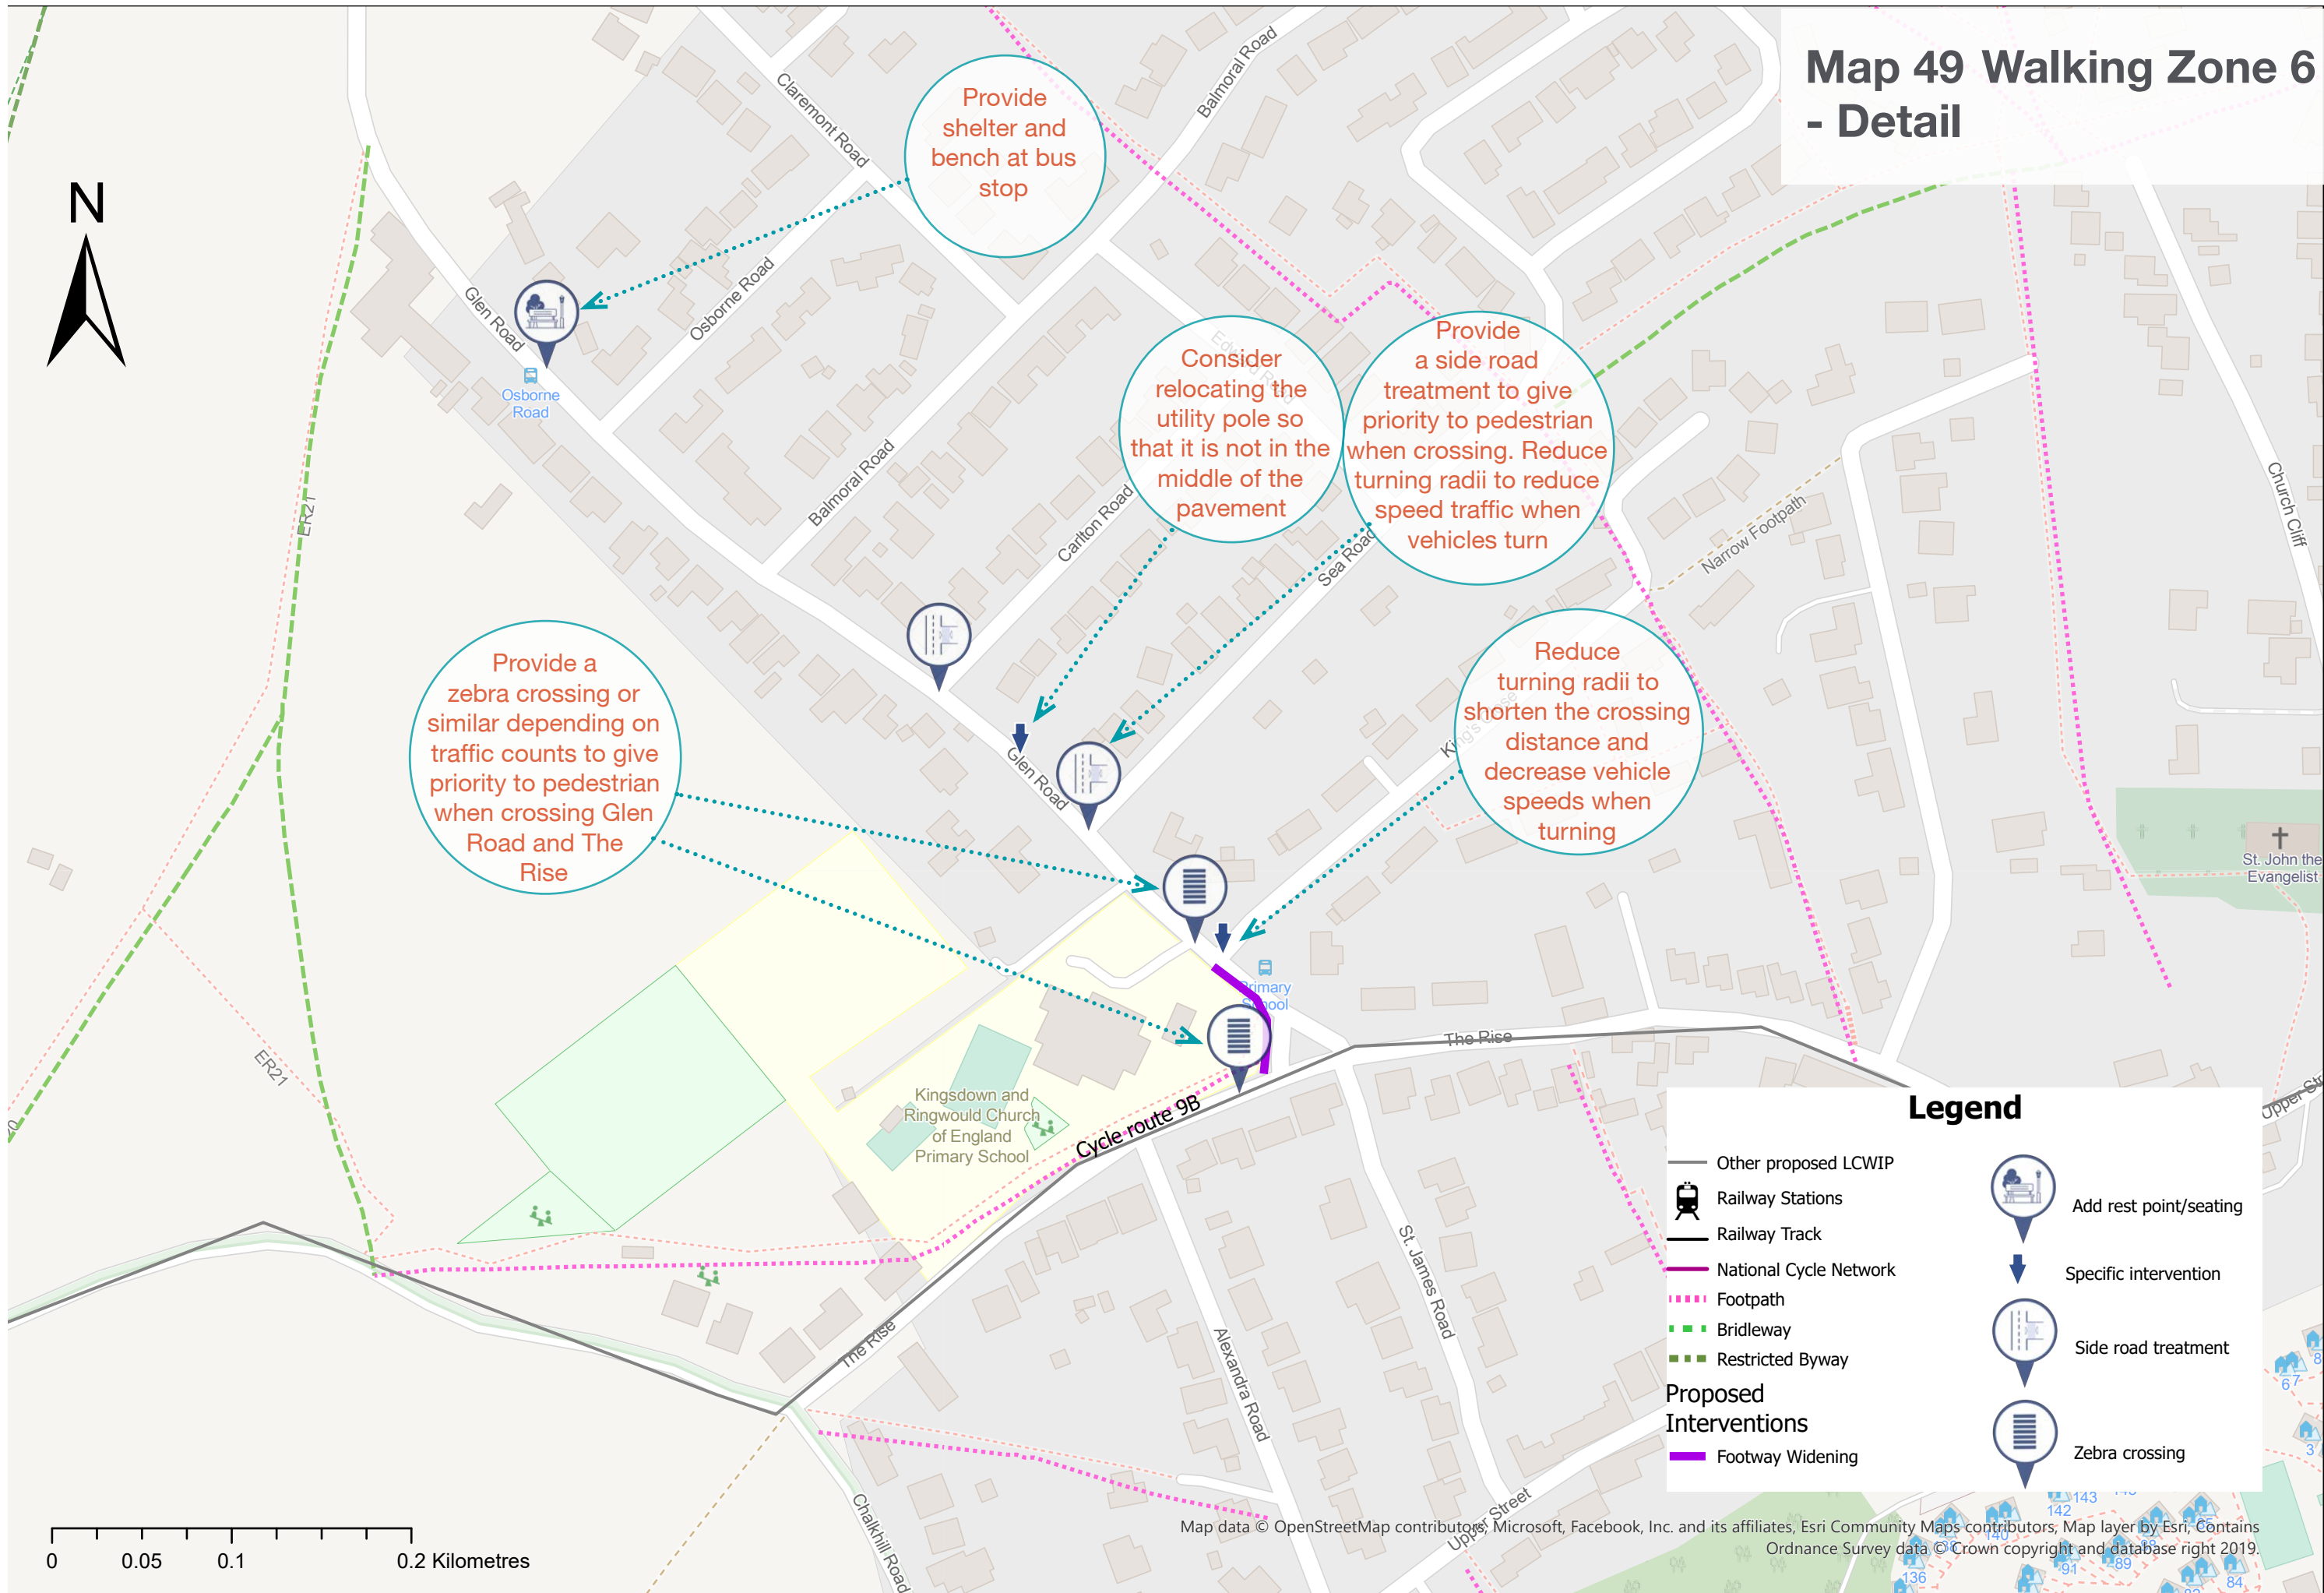 Map 49 Walking Zone 6
- Detail
N
Claremont Road
Balmoral Road
Provide
shelter and
bench at bus
stop
Glen Road
Osborne Road
Osborne
Road
Balmoral Road
Carlton Road
Sea Road
Consider
relocating the
utility pole so
that it is not in the
middle of the
pavement
Provide
a side road
treatment to give
priority to pedestrian
when crossing. Reduce
turning radii to reduce
speed traffic when
vehicles turn
Narrow Footpath
Church Cliff
ER21
Provide a
zebra crossing or
similar depending on
traffic counts to give
priority to pedestrian
when crossing Glen
Road and The
Rise
Reduce
turning radii to
shorten the crossing
distance and
decrease vehicle
speeds when
turning
Glen Road
St. John the
Evangelist
Primary
School
The Rise
ER21
Kingsdown and
Ringwould Church
of England
Primary School
Cycle route 9B
The Rise
St. James Road
Alexandra Road
Chalkhill Road
Upper Street
Legend
Other proposed LCWIP
Railway Stations
Railway Track
National Cycle Network
Footpath
Bridleway
Restricted Byway
Proposed
Interventions
Footway Widening
Add rest point/seating
Specific intervention
Side road treatment
Zebra crossing
67
3
143
142
140
136
91
89
84
0 0.05 0.1 0.2 Kilometres
Map data © OpenStreetMap contributors, Microsoft, Facebook, Inc. and its affiliates, Esri Community Maps contributors, Map layer by Esri, Contains
Ordnance Survey data © Crown copyright and database right 2019.